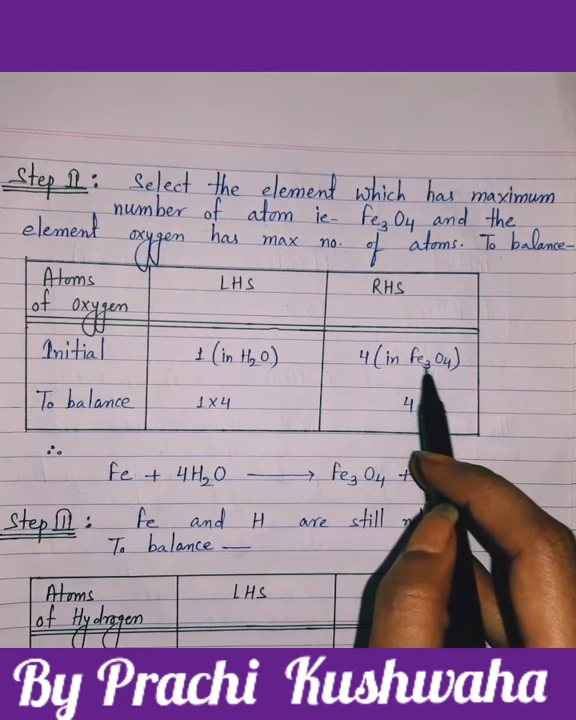 Step II : Select the element which has maximum
number of atom ie- Fe3O4 and the
element oxygen has max no. of atoms. To balance-
Atoms of Oxygen LHS RHS
Initial 1 (in H2O) 4 (in Fe3O4)
To balance 1 x 4 4
∴
Fe + 4H2O ⟶ Fe3O4 +
Step III : Fe and H are still
To balance —
Atoms of Hydrogen LHS
By Prachi Kushwaha